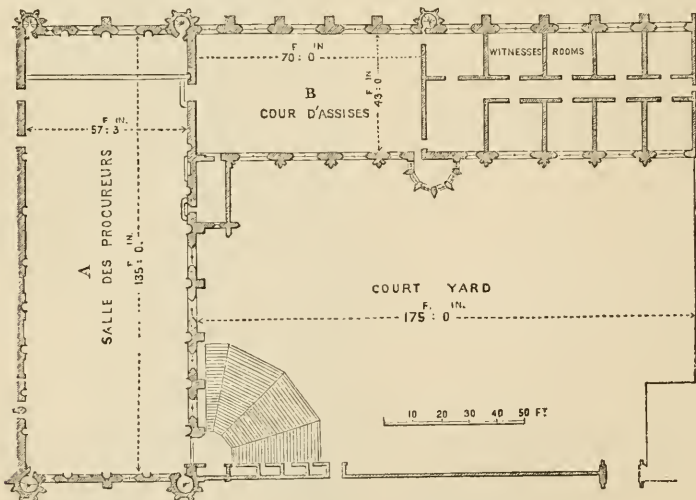 F. IN.
70:0
WITNESSES ROOMS
B
COUR D'ASSISES
F. IN.
43:0
F. IN.
57:3
A
SALLE DES PROCUREURS
F. IN.
135:0.
COURT YARD
F. IN.
175:0
10 20 30 40 50 FT